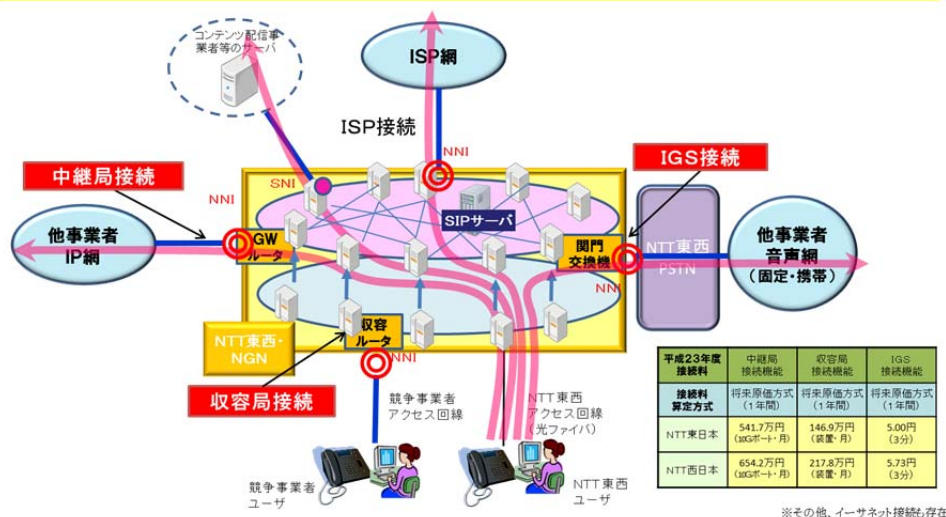 コンテンツ配信事
業者等のサーバ
ISP網
ISP接続
NNI
IGS接続
中継局接続
NNI
SNI
SIPサーバ
他事業者
IP網
GW
ルータ
関門
交換機
NTT東西
PSTN
他事業者
音声網
(固定・携帯)
NNI
NTT東西・
NGN
収容
ルータ
NNI
収容局接続
競争事業者
アクセス回線
NTT東西
アクセス回線
(光ファイバ)
競争事業者
ユーザ
NTT東西
ユーザ
平成23年度
接続料
中継局
接続機能
収容局
接続機能
IGS
接続機能
接続料
算定方式
将来原価方式
(1年間)
将来原価方式
(1年間)
将来原価方式
(1年間)
NTT東日本
541.7万円
(10Gポート・月)
146.9万円
(装置・月)
5.00円
(3分)
NTT西日本
654.2万円
(10Gポート・月)
217.8万円
(装置・月)
5.73円
(3分)
※その他、イーサネット接続も存在